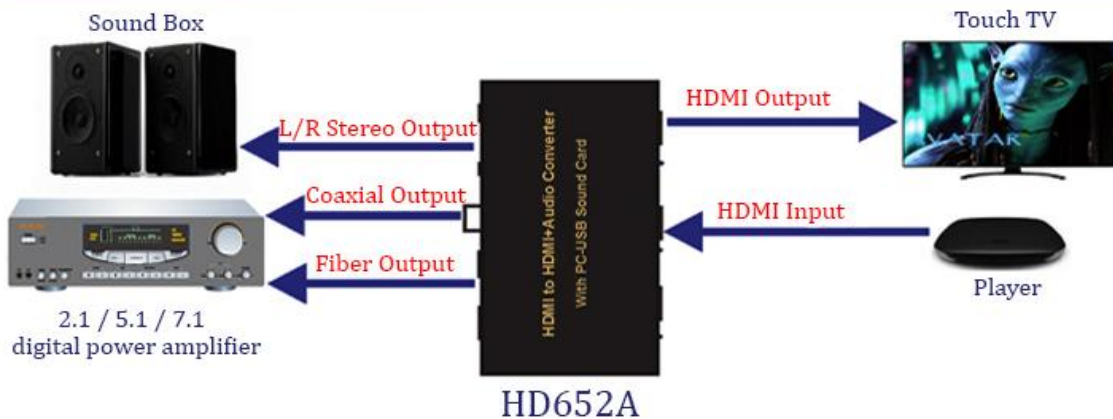 Sound Box
Touch TV
L/R Stereo Output
HDMI Output
VATAR
Coaxial Output
HDMI Input
Fiber Output
HDMI to HDMI+Audio Converter
With PC-USB Sound Card
Player
2.1 / 5.1 / 7.1
digital power amplifier
HD652A